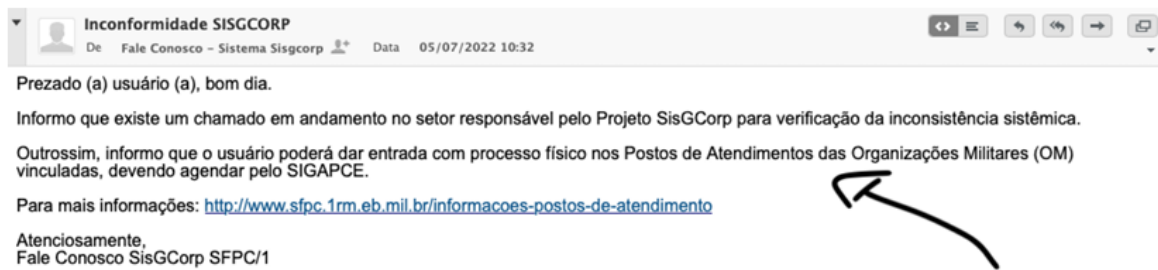 Inconformidade SISGCORP
De Fale Conosco - Sistema Sisgcorp Data 05/07/2022 10:32
Prezado (a) usuário (a), bom dia.
Informo que existe um chamado em andamento no setor responsável pelo Projeto SisGCorp para verificação da inconsistência sistêmica.
Outrossim, informo que o usuário poderá dar entrada com processo físico nos Postos de Atendimentos das Organizações Militares (OM)
vinculadas, devendo agendar pelo SIGAPCE.
Para mais informações: http://www.sfpc.1rm.eb.mil.br/informacoes-postos-de-atendimento
Atenciosamente,
Fale Conosco SisGCorp SFPC/1